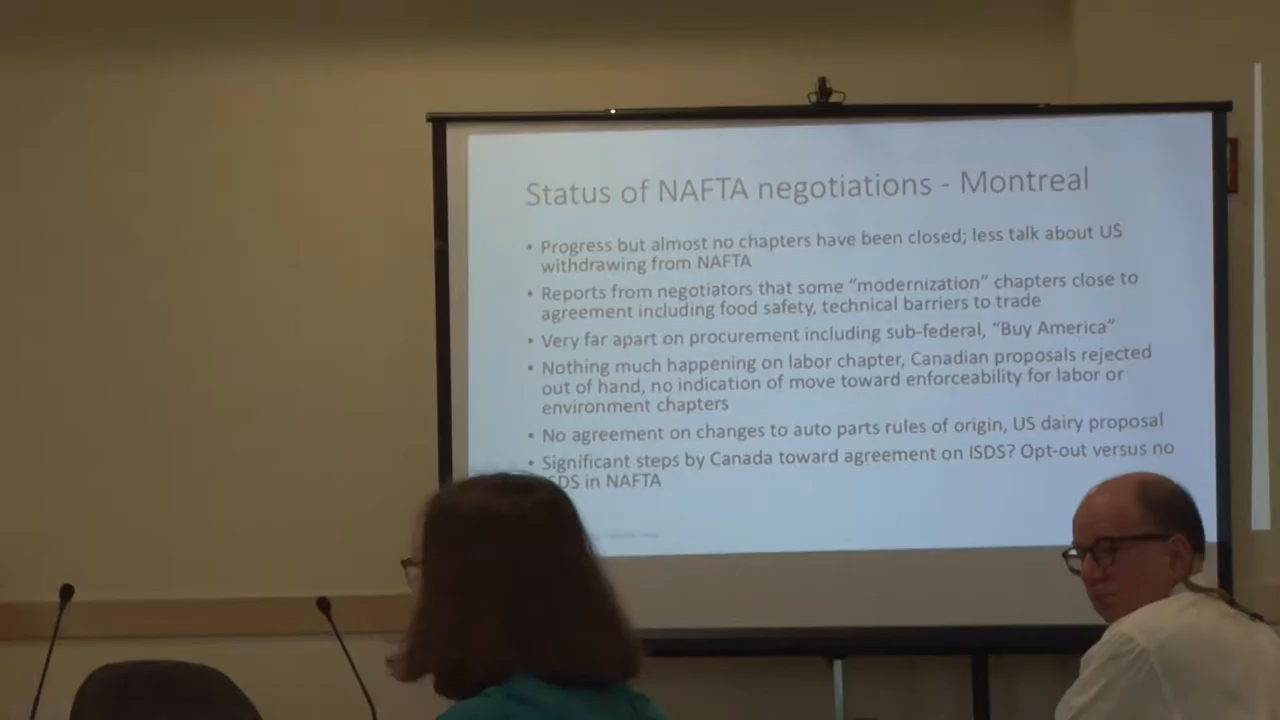 Status of NAFTA negotiations - Montreal
• Progress but almost no chapters have been closed; less talk about US
withdrawing from NAFTA
• Reports from negotiators that some “modernization” chapters close to
agreement including food safety, technical barriers to trade
• Very far apart on procurement including sub-federal, “Buy America”
• Nothing much happening on labor chapter, Canadian proposals rejected
out of hand, no indication of move toward enforceability for labor or
environment chapters
• No agreement on changes to auto parts rules of origin, US dairy proposal
• Significant steps by Canada toward agreement on ISDS? Opt-out versus no
ISDS in NAFTA